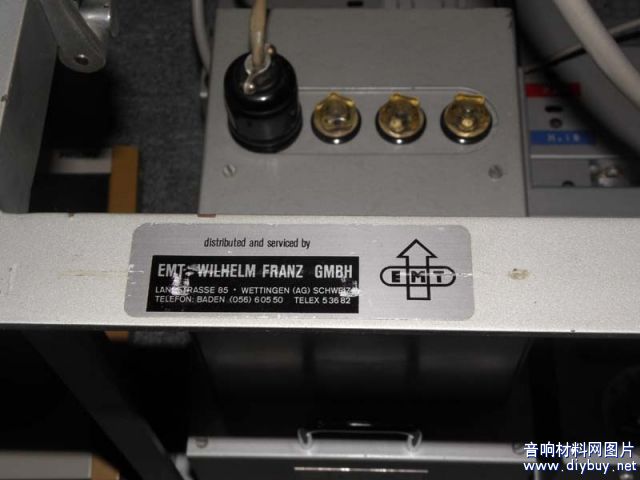 M.18
distributed and serviced by
EMT-WILHELM FRANZ GMBH
LANDSTRASSE 85 · WETTINGEN (AG) SCHWEIZ
TELEFON: BADEN (056) 6 05 50 TELEX 5 36 82
EMT
音响材料网图片
www.diybuy.net